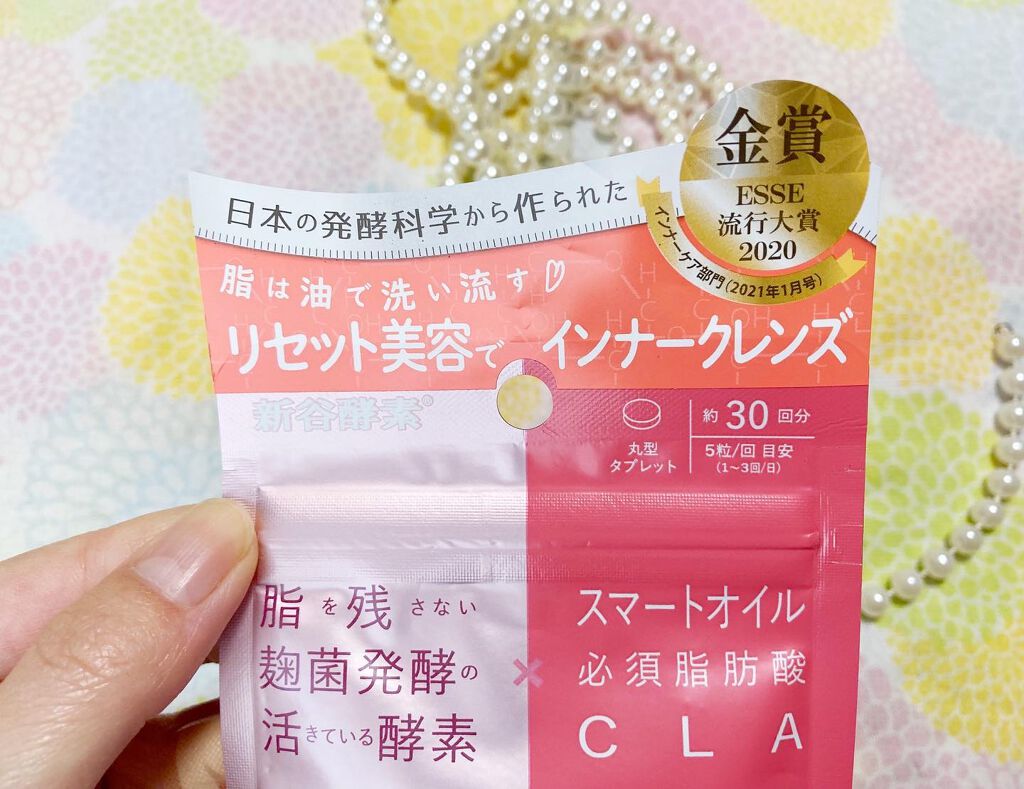 金賞
ESSE
流行大賞
2020
インナーケア部門(2021年1月号)
日本の発酵科学から作られた
脂は油で洗い流す♡
リセット美容でインナークレンズ
新谷酵素®
丸型
タブレット
約30回分
5粒/回 目安
(1～3回/日)
脂を残さない
麹菌発酵の
活きている酵素
×
スマートオイル
必須脂肪酸
CLA